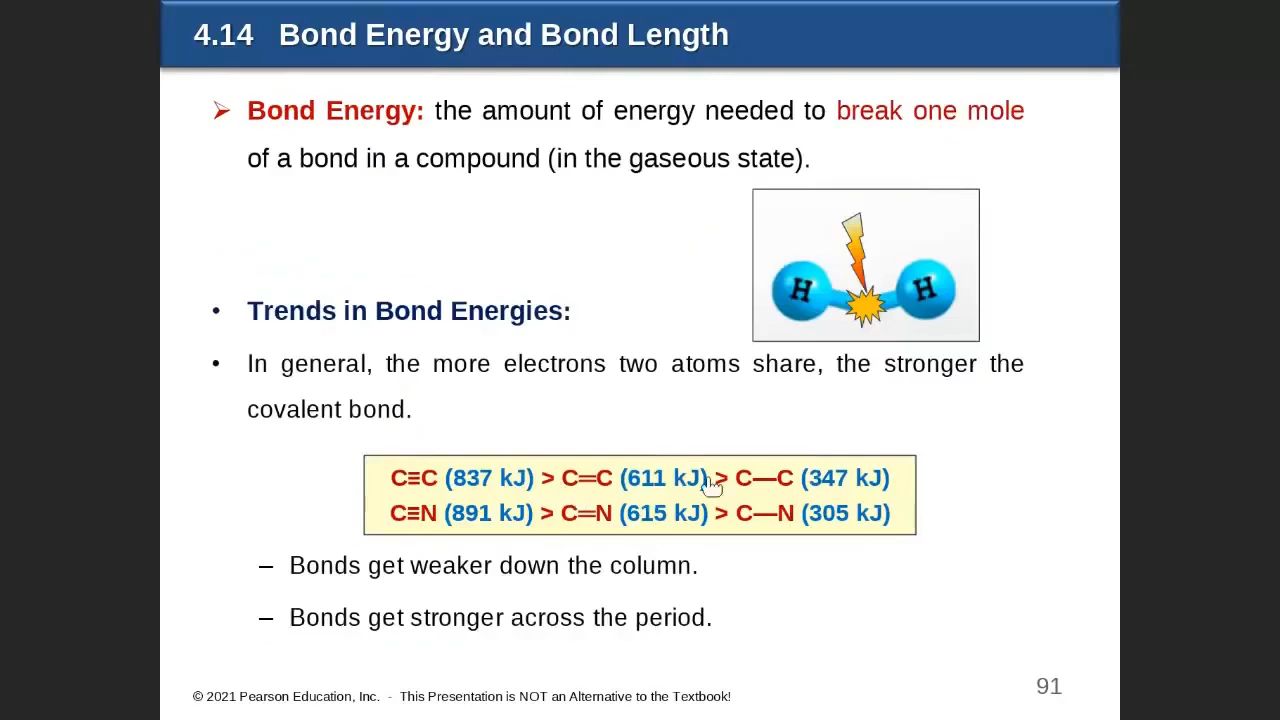 4.14 Bond Energy and Bond Length
➢ Bond Energy: the amount of energy needed to break one mole
of a bond in a compound (in the gaseous state).
H H
• Trends in Bond Energies:
• In general, the more electrons two atoms share, the stronger the
covalent bond.
C≡C (837 kJ) > C═C (611 kJ) > C—C (347 kJ)
C≡N (891 kJ) > C═N (615 kJ) > C—N (305 kJ)
– Bonds get weaker down the column.
– Bonds get stronger across the period.
© 2021 Pearson Education, Inc. - This Presentation is NOT an Alternative to the Textbook!
91